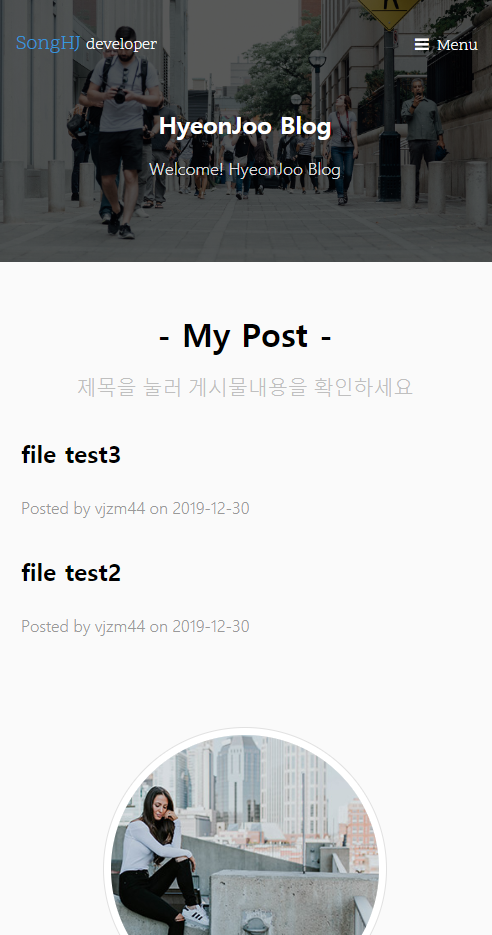 SongHJ developer
Menu
HyeonJoo Blog
Welcome! HyeonJoo Blog
- My Post -
제목을 눌러 게시물내용을 확인하세요
file test3
Posted by vjzm44 on 2019-12-30
file test2
Posted by vjzm44 on 2019-12-30